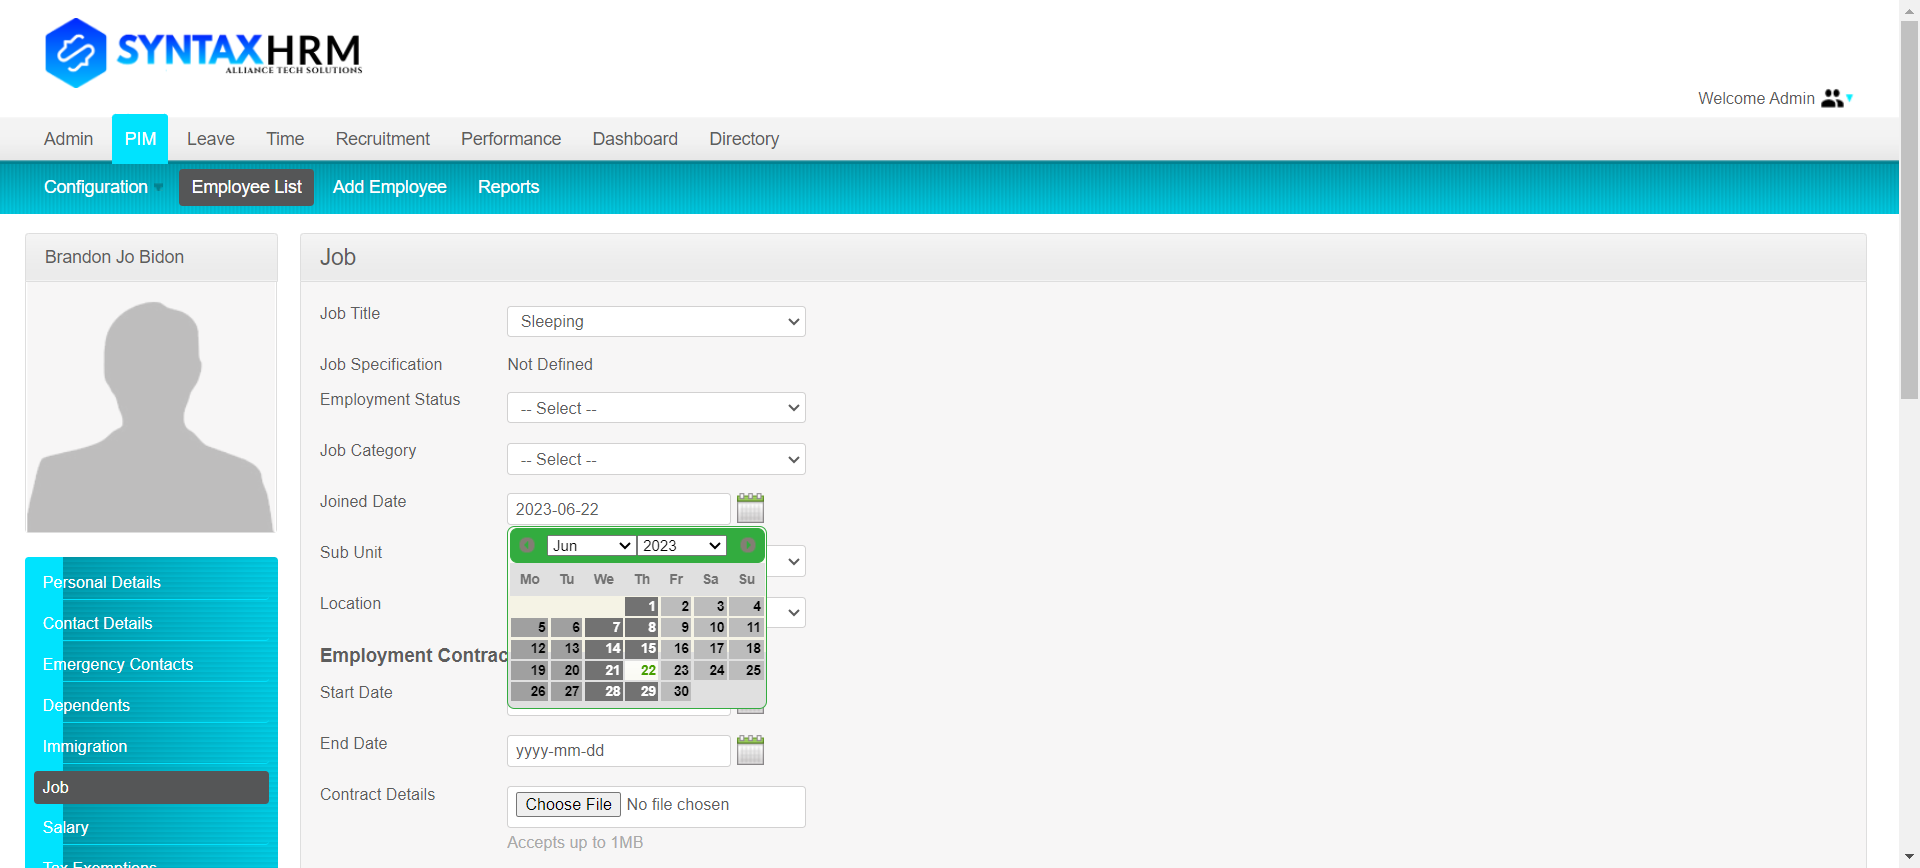 SYNTAXHRM
ALLIANCE TECH SOLUTIONS
Welcome Admin
Admin PIM Leave Time Recruitment Performance Dashboard Directory
Configuration Employee List Add Employee Reports
Brandon Jo Bidon
Personal Details
Contact Details
Emergency Contacts
Dependents
Immigration
Job
Salary
Tax Exemptions
Job
Job Title Sleeping
Job Specification Not Defined
Employment Status -- Select --
Job Category -- Select --
Joined Date 2023-06-22
Jun 2023
Mo Tu We Th Fr Sa Su
1 2 3 4
5 6 7 8 9 10 11
12 13 14 15 16 17 18
19 20 21 22 23 24 25
26 27 28 29 30
Sub Unit
Location
Employment Contrac
Start Date
End Date yyyy-mm-dd
Contract Details Choose File No file chosen
Accepts up to 1MB